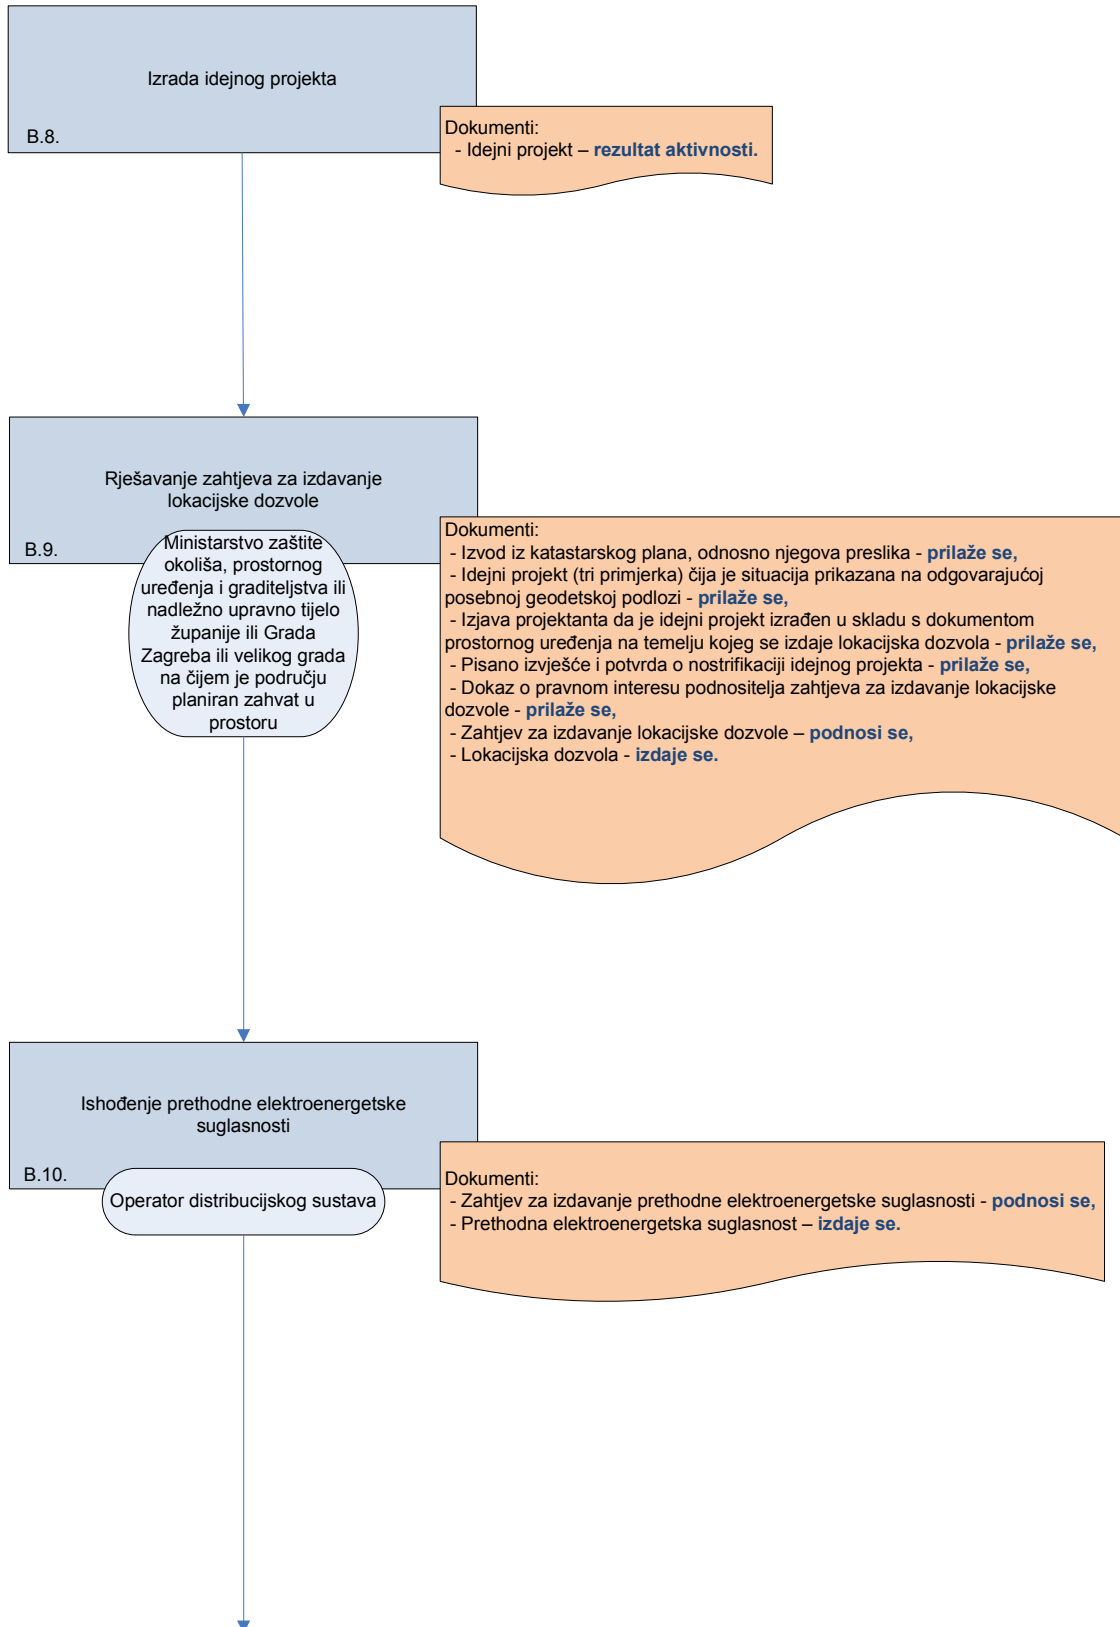 Izrada idejnog projekta
B.8.
Dokumenti:
- Idejni projekt – rezultat aktivnosti.
Rješavanje zahtjeva za izdavanje
lokacijske dozvole
B.9.
Ministarstvo zaštite
okoliša, prostornog
uređenja i graditeljstva ili
nadležno upravno tijelo
županije ili Grada
Zagreba ili velikog grada
na čijem je području
planiran zahvat u
prostoru
Dokumenti:
- Izvod iz katastarskog plana, odnosno njegova preslika - prilaže se,
- Idejni projekt (tri primjerka) čija je situacija prikazana na odgovarajućoj
posebnoj geodetskoj podlozi - prilaže se,
- Izjava projektanta da je idejni projekt izrađen u skladu s dokumentom
prostornog uređenja na temelju kojeg se izdaje lokacijska dozvola - prilaže se,
- Pisano izvješće i potvrda o nostrifikaciji idejnog projekta - prilaže se,
- Dokaz o pravnom interesu podnositelja zahtjeva za izdavanje lokacijske
dozvole - prilaže se,
- Zahtjev za izdavanje lokacijske dozvole – podnosi se,
- Lokacijska dozvola - izdaje se.
Ishođenje prethodne elektroenergetske
suglasnosti
B.10.
Operator distribucijskog sustava
Dokumenti:
- Zahtjev za izdavanje prethodne elektroenergetske suglasnosti - podnosi se,
- Prethodna elektroenergetska suglasnost – izdaje se.